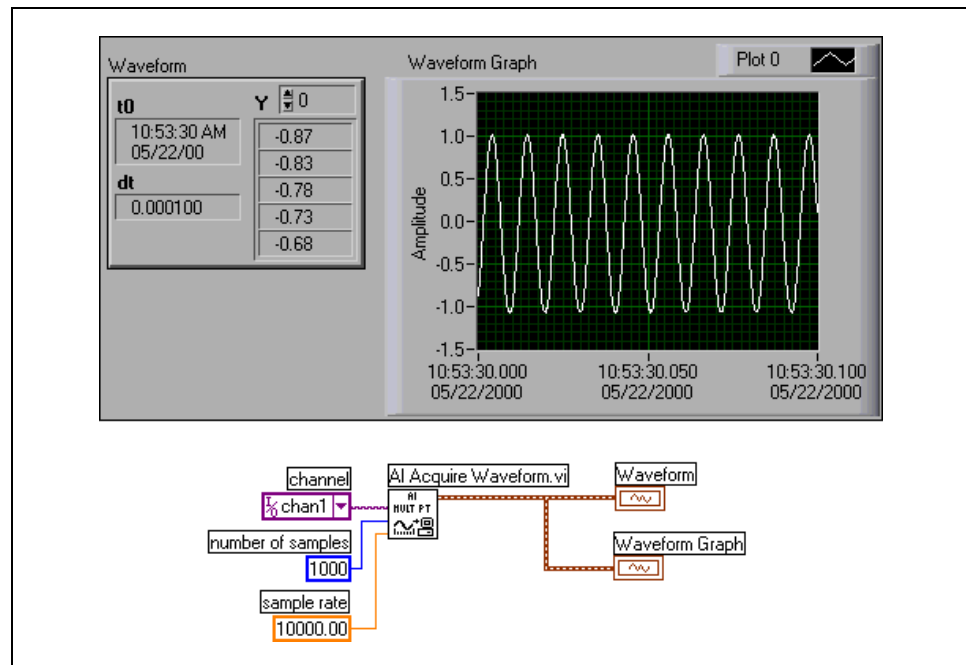 Waveform
t0
10:53:30 AM
05/22/00
dt
0.000100
Y 0
-0.87
-0.83
-0.78
-0.73
-0.68
Waveform Graph
Plot 0
Amplitude
1.5
1.0
0.5
0.0
-0.5
-1.0
-1.5
10:53:30.000
05/22/2000
10:53:30.050
05/22/2000
10:53:30.100
05/22/2000
channel
I/O chan1
number of samples
1000
sample rate
10000.00
AI Acquire Waveform.vi
AI
MULT PT
Waveform
Waveform Graph